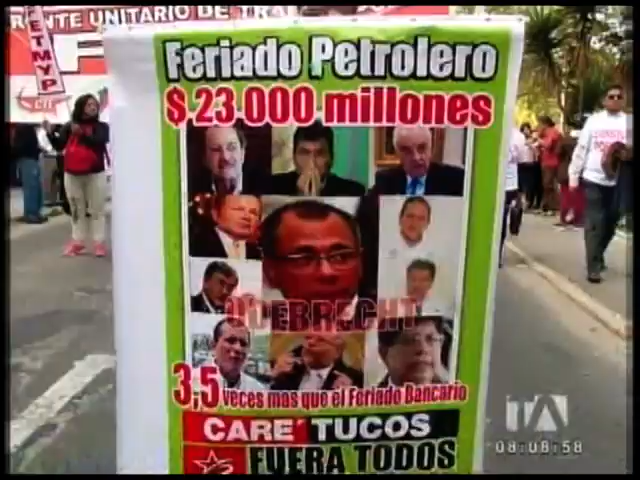 RENTE UNITARIO DE TRA
ETMYP
Feriado Petrolero
$ 23.000 millones
ODEBRECHT
3,5 veces mas que el Feriado Bancario
CARE´TUCOS
FUERA TODOS
TA
08:08:58